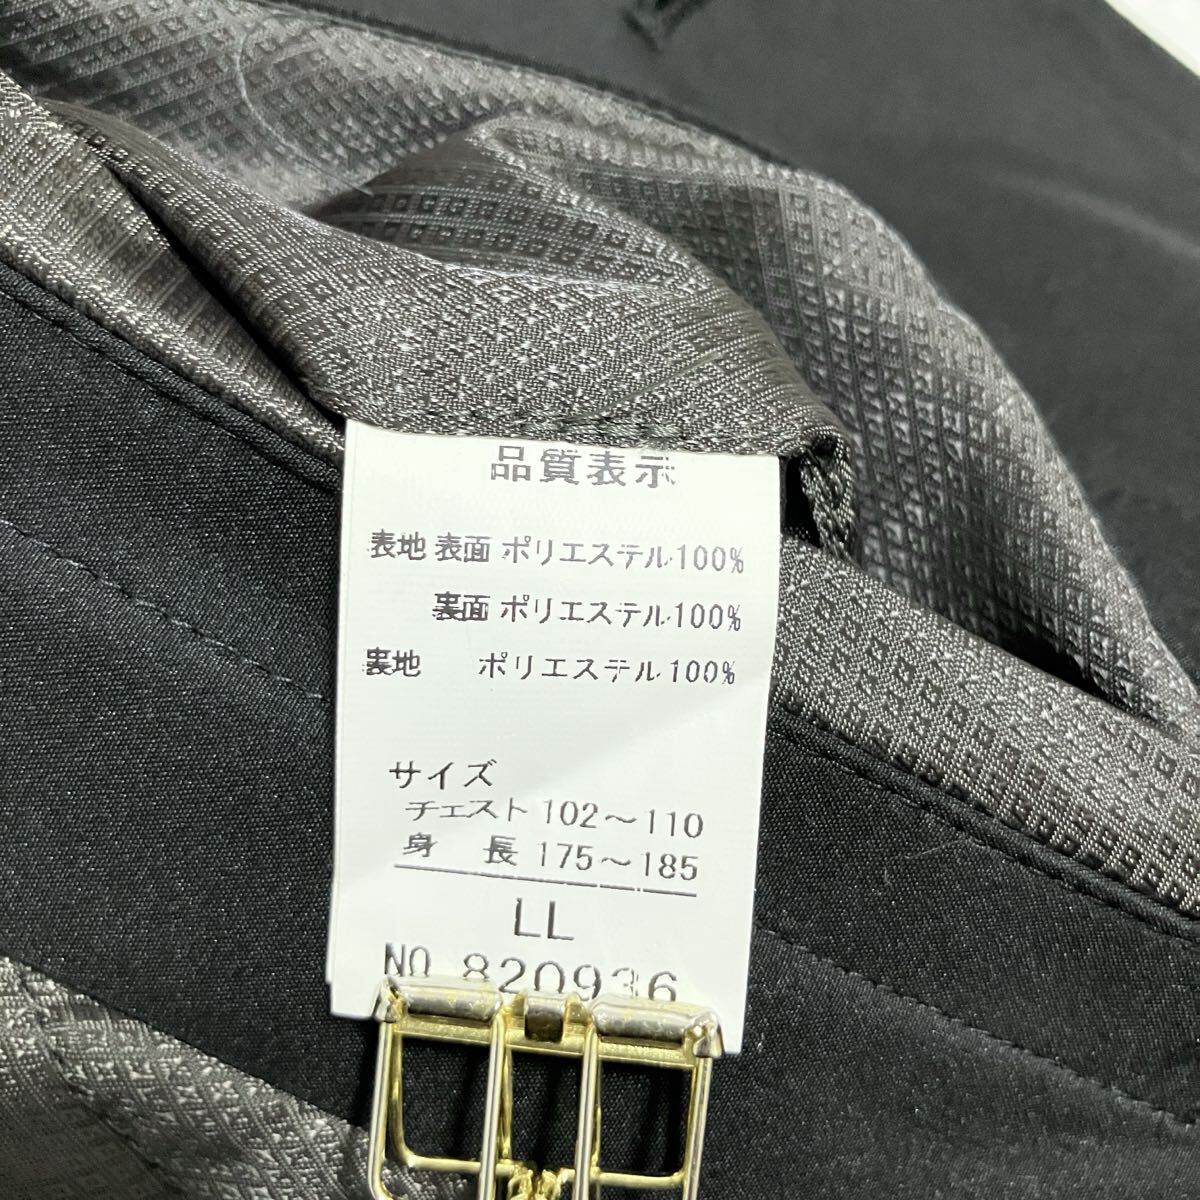 品質表示
表地 表面 ポリエステル100%
裏面 ポリエステル100%
裏地 ポリエステル100%
サイズ
チェスト 102～110
身 長 175～185
LL
NO 820936